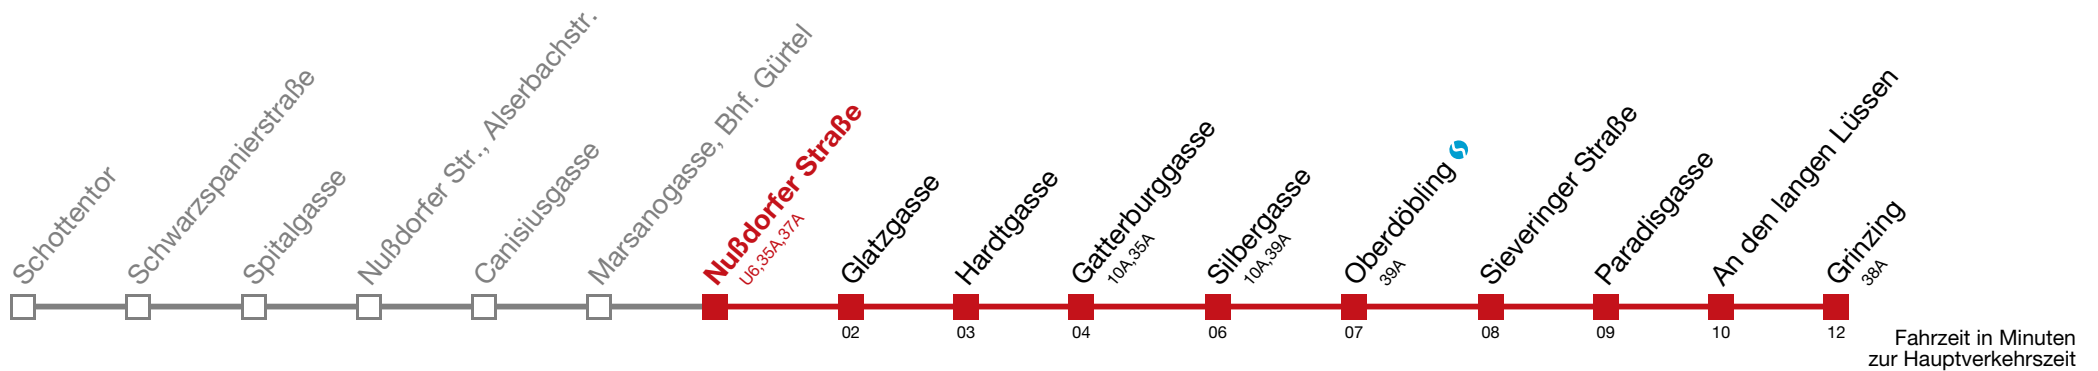 Schottentor
Schwarzspanierstraße
Spitalgasse
Nußdorfer Str., Alserbachstr.
Canisiusgasse
Marsanogasse, Bhf. Gürtel
Nußdorfer Straße
U6,35A,37A
Glatzgasse
02
Hardtgasse
03
Gatterburggasse
10A,35A
04
Silbergasse
10A,39A
06
Oberdöbling
39A
07
Sieveringer Straße
08
Paradisgasse
09
An den langen Lüssen
10
Grinzing
38A
12
Fahrzeit in Minuten
zur Hauptverkehrszeit